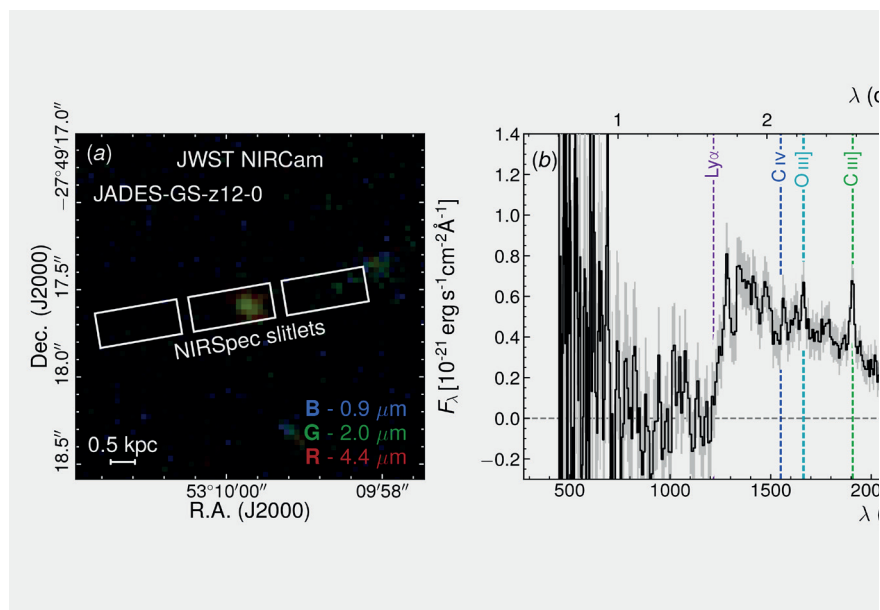 (a)
JWST NIRCam
JADES-GS-z12-0
NIRSpec slitlets
B - 0.9 μm
G - 2.0 μm
R - 4.4 μm
0.5 kpc
Dec. (J2000)
−27°49′17.0″
17.5″
18.0″
18.5″
53°10′00″
09′58″
R.A. (J2000)
λ (o
1
2
(b)
Lyα
C IV
O III]
C III]
Fλ [10⁻²¹ erg s⁻¹ cm⁻² Å⁻¹]
1.4
1.2
1.0
0.8
0.6
0.4
0.2
0.0
−0.2
500
1000
1500
200
λ (